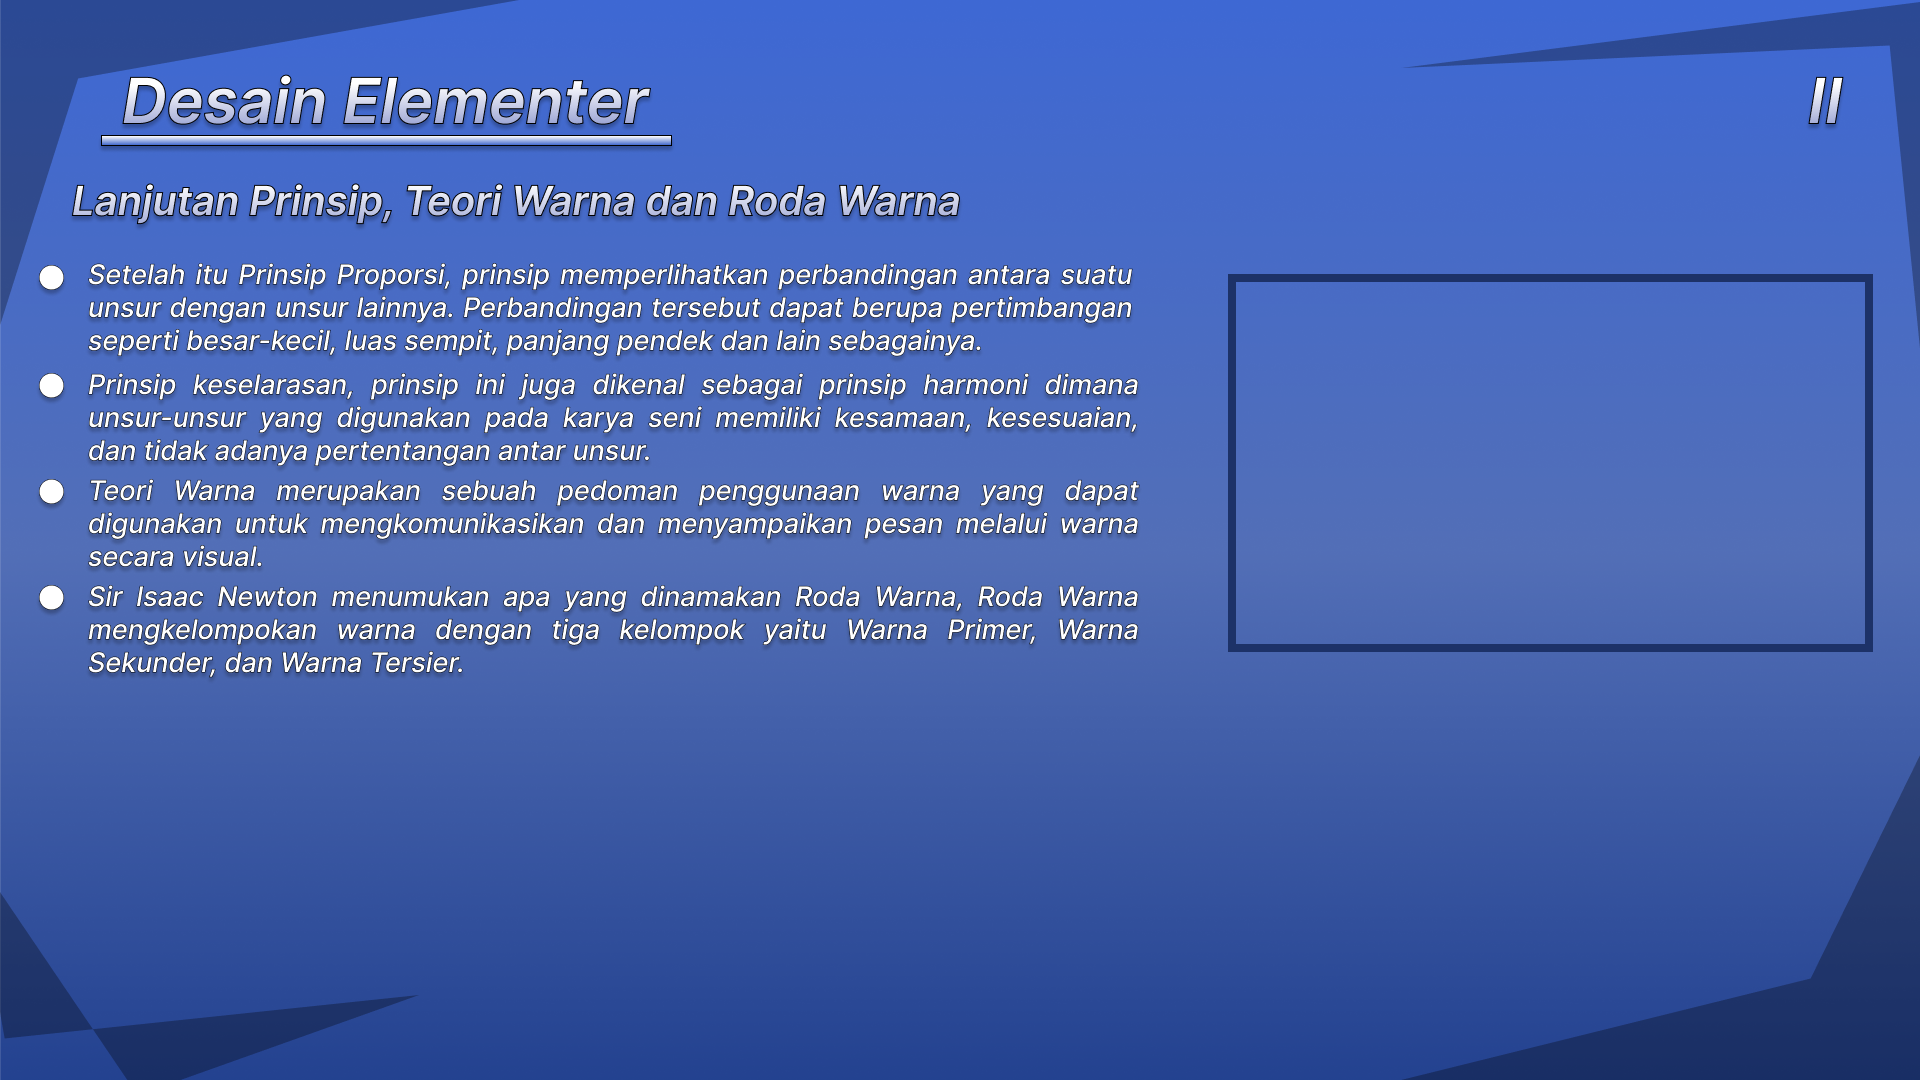 Desain Elementer
II
Lanjutan Prinsip, Teori Warna dan Roda Warna
Setelah itu Prinsip Proporsi, prinsip memperlihatkan perbandingan antara suatu
unsur dengan unsur lainnya. Perbandingan tersebut dapat berupa pertimbangan
seperti besar-kecil, luas sempit, panjang pendek dan lain sebagainya.
Prinsip keselarasan, prinsip ini juga dikenal sebagai prinsip harmoni dimana
unsur-unsur yang digunakan pada karya seni memiliki kesamaan, kesesuaian,
dan tidak adanya pertentangan antar unsur.
Teori Warna merupakan sebuah pedoman penggunaan warna yang dapat
digunakan untuk mengkomunikasikan dan menyampaikan pesan melalui warna
secara visual.
Sir Isaac Newton menumukan apa yang dinamakan Roda Warna, Roda Warna
mengkelompokan warna dengan tiga kelompok yaitu Warna Primer, Warna
Sekunder, dan Warna Tersier.